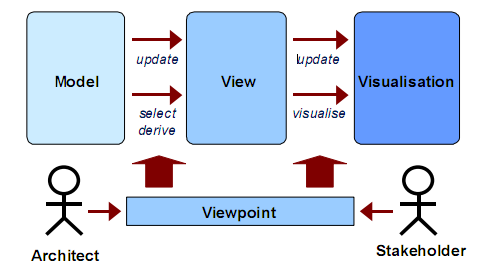 update
update
Model
View
Visualisation
select
derive
visualise
Viewpoint
Architect
Stakeholder